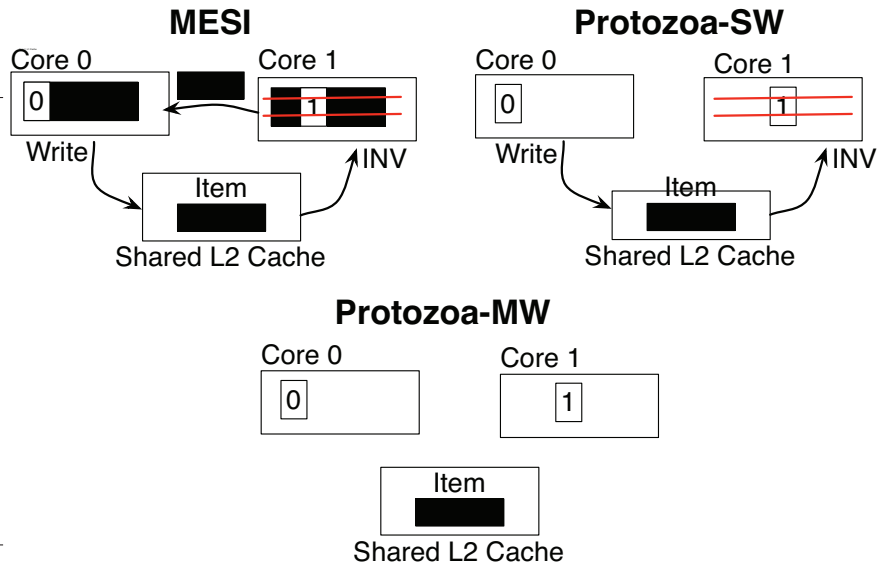 MESI
Core 0
Core 1
0
1
Write
INV
Item
Shared L2 Cache
Protozoa-SW
Core 0
Core 1
0
1
Write
INV
Item
Shared L2 Cache
Protozoa-MW
Core 0
Core 1
0
1
Item
Shared L2 Cache